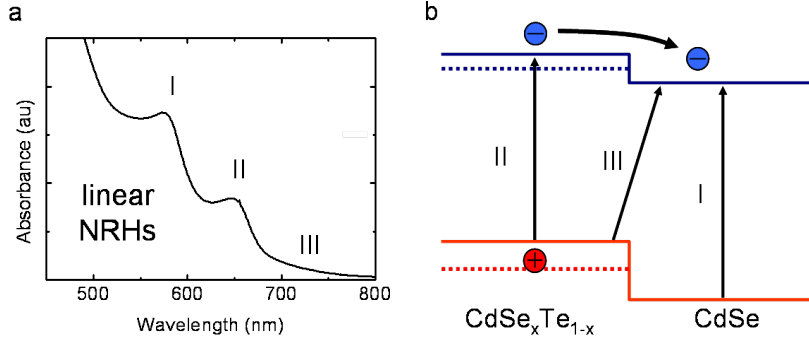 a
Absorbance (au)
I
II
III
linear
NRHs
500 600 700 800
Wavelength (nm)
b
−
−
II
III
I
+
CdSeₓTe₁₋ₓ
CdSe